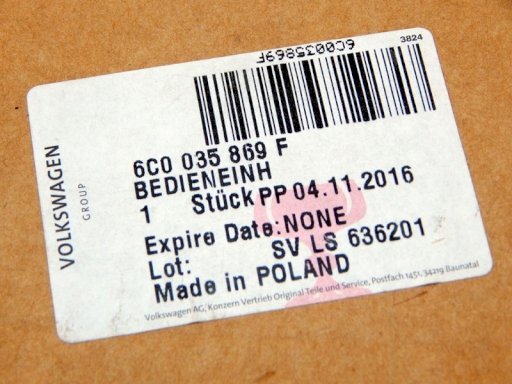 3824
6C0035869F
6C0 035 869 F
BEDIENEINH
1 Stück PP 04.11.2016
Expire Date: NONE
Lot: SV LS 636201
Made in POLAND
Volkswagen AG, Konzern Vertrieb Original Teile und Service, Postfach 1451, 34219 Baunatal
VOLKSWAGEN
GROUP